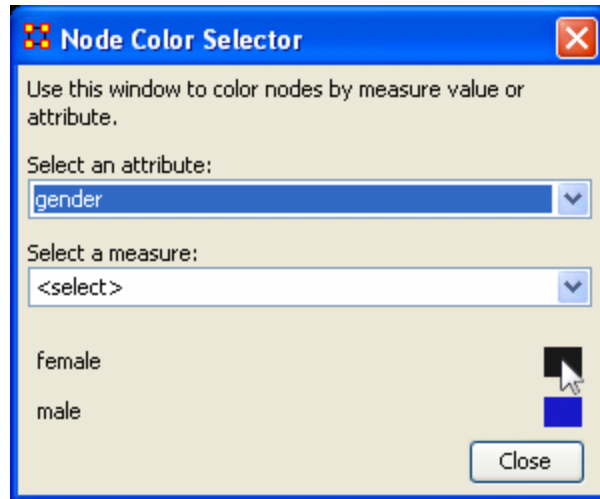 Node Color Selector
Use this window to color nodes by measure value or
attribute.
Select an attribute:
gender
Select a measure:
<select>
female
male
Close